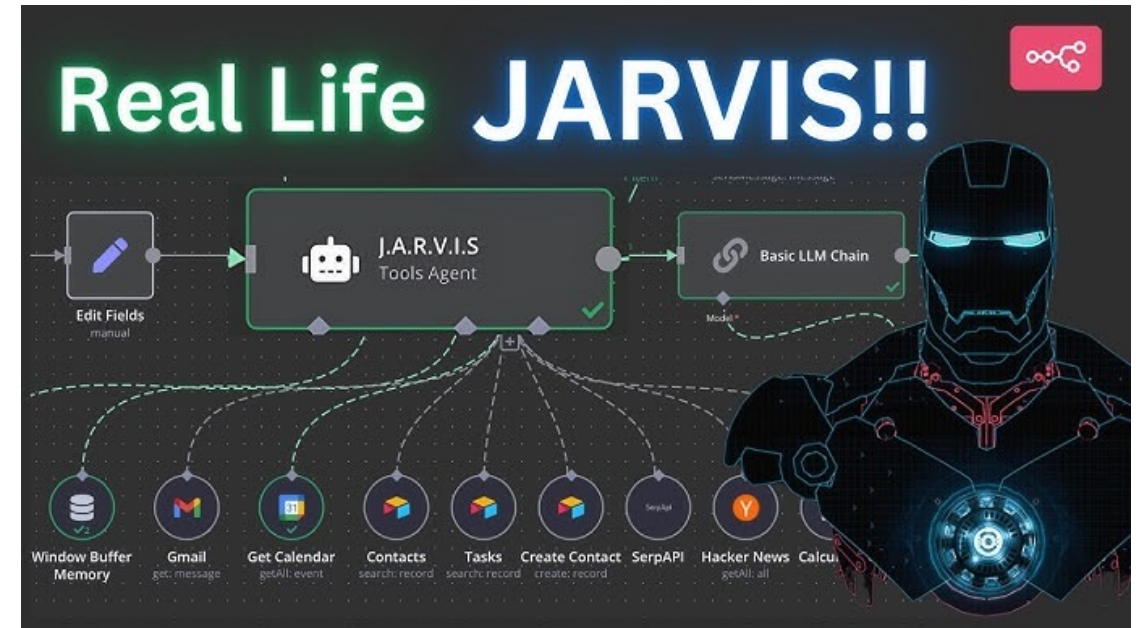 Real Life JARVIS!!
J.A.R.V.I.S
Tools Agent
Basic LLM Chain
Edit Fields
manual
Model *
Window Buffer
Memory
Gmail
get: message
Get Calendar
getAll: event
Contacts
search: record
Tasks
search: record
Create Contact
create: record
SerpApi
SerpAPI
Hacker News
getAll: all
31
2
Y